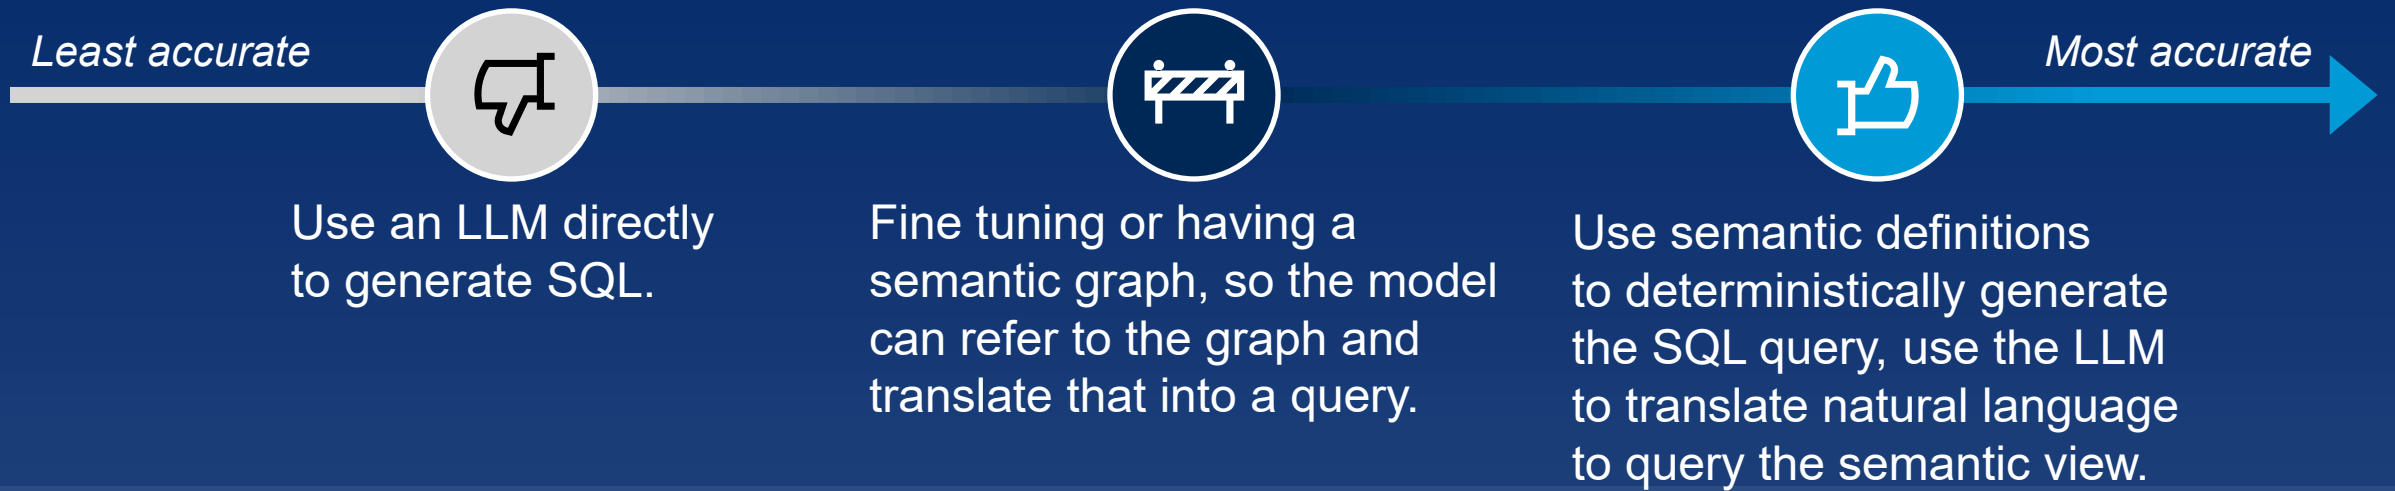 Least accurate
Most accurate
Use an LLM directly
to generate SQL.
Fine tuning or having a
semantic graph, so the model
can refer to the graph and
translate that into a query.
Use semantic definitions
to deterministically generate
the SQL query, use the LLM
to translate natural language
to query the semantic view.